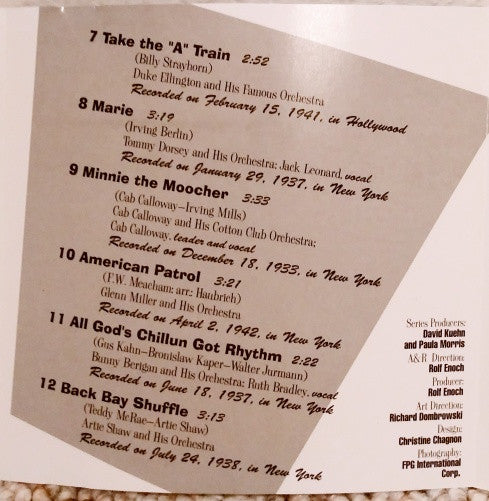 7 Take the "A" Train 2:52
(Billy Strayhorn)
Duke Ellington and His Famous Orchestra
Recorded on February 15, 1941, in Hollywood
8 Marie 3:19
(Irving Berlin)
Tommy Dorsey and His Orchestra; Jack Leonard, vocal
Recorded on January 29, 1937, in New York
9 Minnie the Moocher 3:33
(Cab Calloway–Irving Mills)
Cab Calloway and His Cotton Club Orchestra;
Cab Calloway, leader and vocal
Recorded on December 18, 1933, in New York
10 American Patrol 3:21
(F.W. Meacham; arr.: Haubrich)
Glenn Miller and His Orchestra
Recorded on April 2, 1942, in New York
11 All God's Chillun Got Rhythm 2:22
(Gus Kahn–Bronislaw Kaper–Walter Jurmann)
Bunny Berigan and His Orchestra; Ruth Bradley, vocal
Recorded on June 18, 1937, in New York
12 Back Bay Shuffle 3:13
(Teddy McRae–Artie Shaw)
Artie Shaw and His Orchestra
Recorded on July 24, 1938, in New York
Series Producers:
David Kuehn
and Paula Morris
A&R Direction:
Rolf Enoch
Producer:
Rolf Enoch
Art Direction:
Richard Dombrowski
Design:
Christine Chagnon
Photography:
FPG International
Corp.